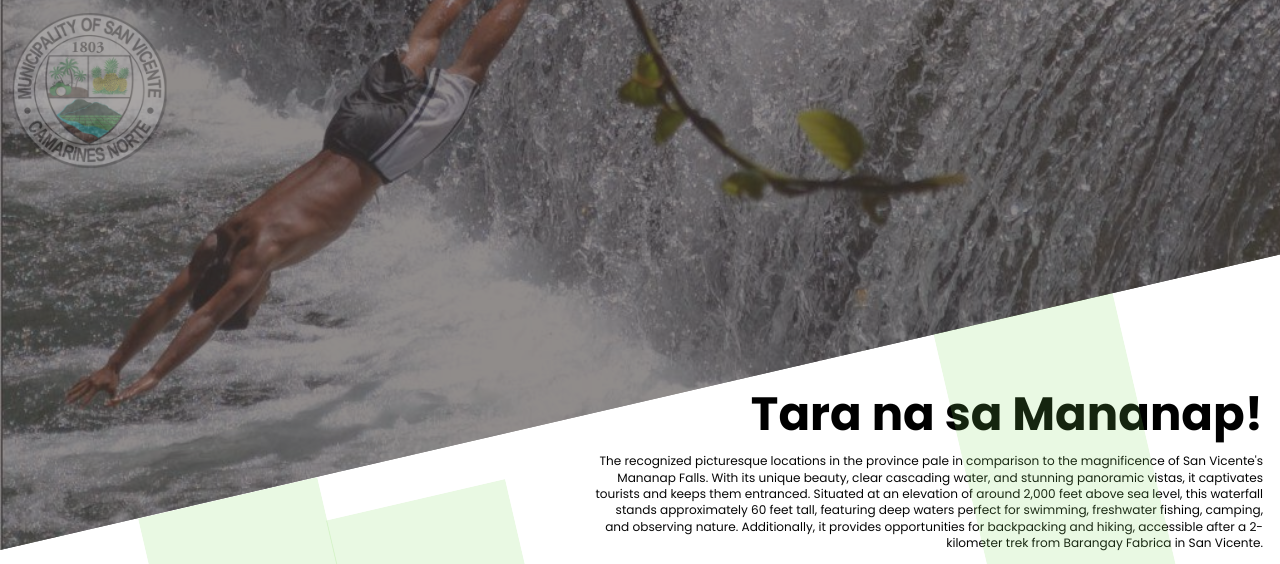 MUNICIPALITY OF SAN VICENTE
1803
CAMARINES NORTE
Tara na sa Mananap!
The recognized picturesque locations in the province pale in comparison to the magnificence of San Vicente's
Mananap Falls. With its unique beauty, clear cascading water, and stunning panoramic vistas, it captivates
tourists and keeps them entranced. Situated at an elevation of around 2,000 feet above sea level, this waterfall
stands approximately 60 feet tall, featuring deep waters perfect for swimming, freshwater fishing, camping,
and observing nature. Additionally, it provides opportunities for backpacking and hiking, accessible after a 2-
kilometer trek from Barangay Fabrica in San Vicente.